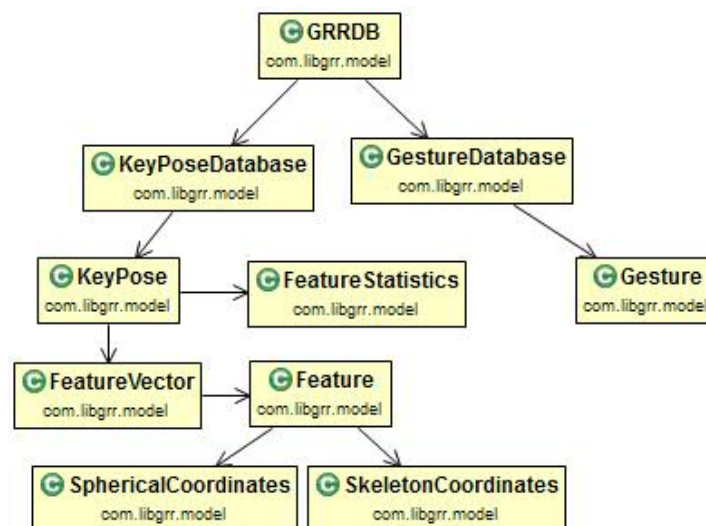 GRRDB
com.libgrr.model
KeyPoseDatabase
com.libgrr.model
GestureDatabase
com.libgrr.model
KeyPose
com.libgrr.model
FeatureStatistics
com.libgrr.model
Gesture
com.libgrr.model
FeatureVector
com.libgrr.model
Feature
com.libgrr.model
SphericalCoordinates
com.libgrr.model
SkeletonCoordinates
com.libgrr.model